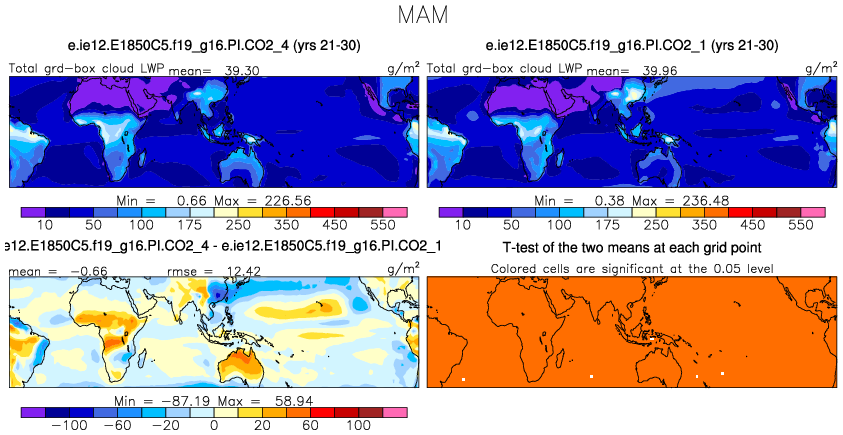 MAM
e.ie12.E1850C5.f19_g16.PI.CO2_4 (yrs 21-30)
Total grd-box cloud LWP mean= 39.30 g/m²
Min = 0.66 Max = 226.56
10 50 100 175 250 350 450 550
e.ie12.E1850C5.f19_g16.PI.CO2_1 (yrs 21-30)
Total grd-box cloud LWP mean= 39.96 g/m²
Min = 0.38 Max = 236.48
10 50 100 175 250 350 450 550
e12.E1850C5.f19_g16.PI.CO2_4 - e.ie12.E1850C5.f19_g16.PI.CO2_1
mean = -0.66 rmse = 12.42 g/m²
Min = -87.19 Max = 58.94
-100 -60 -20 0 20 60 100
T-test of the two means at each grid point
Colored cells are significant at the 0.05 level